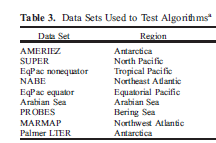 Table 3. Data Sets Used to Test Algorithmsª
Data Set Region
AMERIEZ Antarctica
SUPER North Pacific
EqPac nonequator Tropical Pacific
NABE Northeast Atlantic
EqPac equator Equatorial Pacific
Arabian Sea Arabian Sea
PROBES Bering Sea
MARMAP Northwest Atlantic
Palmer LTER Antarctica